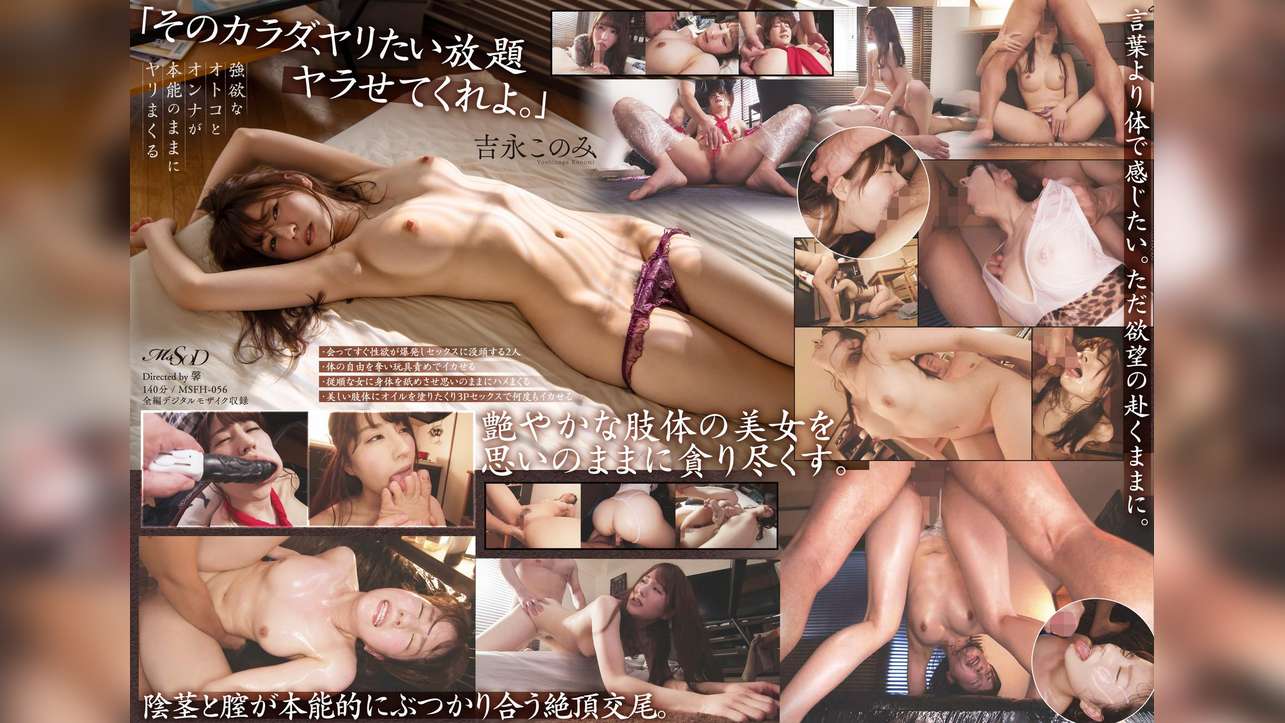 「そのカラダ、ヤリたい放題
ヤラせてくれよ。」
強欲な
オトコと
オンナが
本能のままに
ヤリまくる
吉永このみ
Yoshinaga Konomi
言葉より体で感じたい。ただ欲望の赴くままに。
MSFH
Directed by 馨
140分 / MSFH-056
全編デジタルモザイク収録
・会ってすぐ性欲が爆発しセックスに没頭する2人
・体の自由を奪い玩具責めでイカせる
・従順な女に身体を舐めさせ思いのままにハメまくる
・美しい肢体にオイルを塗りたくり3Pセックスで何度もイカせる
艶やかな肢体の美女を
思いのままに貪り尽くす。
陰茎と膣が本能的にぶつかり合う絶頂交尾。